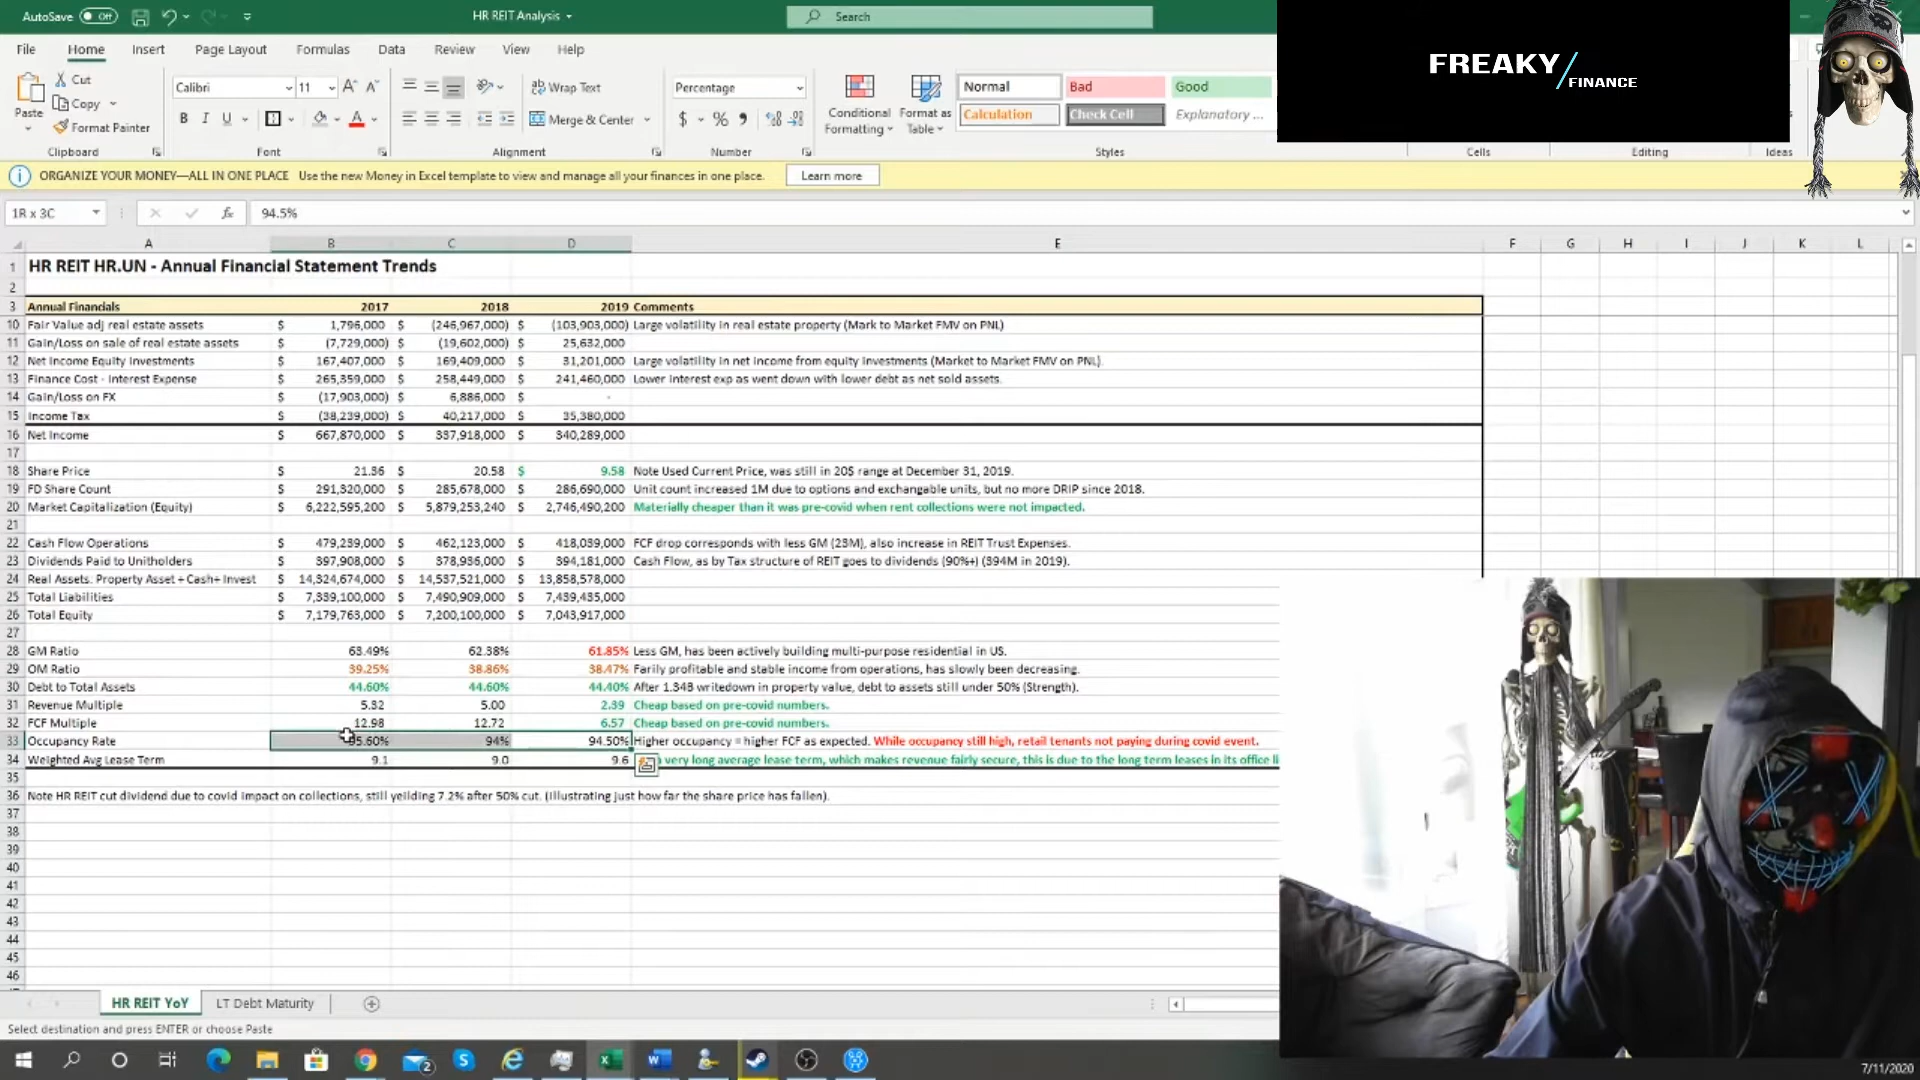 AutoSave Off HR REIT Analysis Search
FREAKY/FINANCE
File Home Insert Page Layout Formulas Data Review View Help
Paste Cut Copy Format Painter Calibri 11 Wrap Text Merge & Center Percentage Conditional Formatting Format as Table Normal Bad Good Calculation Check Cell Explanatory ...
Clipboard Font Alignment Number Styles Cells Editing Ideas
ORGANIZE YOUR MONEY—ALL IN ONE PLACE Use the new Money in Excel template to view and manage all your finances in one place. Learn more
1R x 3C fx 94.5%
A B C D E F G H I J K L
1 HR REIT HR.UN - Annual Financial Statement Trends
2
3 Annual Financials 2017 2018 2019 Comments
10 Fair Value adj real estate assets $ 1,796,000 $ (246,967,000) $ (103,903,000) Large volatility in real estate property (Mark to Market FMV on PNL)
11 Gain/Loss on sale of real estate assets $ (7,729,000) $ (19,602,000) $ 25,632,000
12 Net Income Equity Investments $ 167,407,000 $ 169,409,000 $ 31,201,000 Large volatility in net income from equity investments (Market to Market FMV on PNL).
13 Finance Cost - Interest Expense $ 265,359,000 $ 258,449,000 $ 241,460,000 Lower interest exp as went down with lower debt as net sold assets.
14 Gain/Loss on FX $ (17,903,000) $ 6,886,000 $ -
15 Income Tax $ (38,239,000) $ 40,217,000 $ 35,380,000
16 Net Income $ 667,870,000 $ 337,918,000 $ 340,289,000
17
18 Share Price $ 21.36 $ 20.58 $ 9.58 Note Used Current Price, was still in 20$ range at December 31, 2019.
19 FD Share Count $ 291,320,000 $ 285,678,000 $ 286,690,000 Unit count increased 1M due to options and exchangable units, but no more DRIP since 2018.
20 Market Capitalization (Equity) $ 6,222,595,200 $ 5,879,253,240 $ 2,746,490,200 Materially cheaper than it was pre-covid when rent collections were not impacted.
21
22 Cash Flow Operations $ 479,239,000 $ 462,123,000 $ 418,039,000 FCF drop corresponds with less GM (23M), also increase in REIT Trust Expenses.
23 Dividends Paid to Unitholders $ 397,908,000 $ 378,936,000 $ 394,181,000 Cash Flow, as by Tax structure of REIT goes to dividends (90%+) (394M in 2019).
24 Real Assets. Property Asset + Cash+ Invest $ 14,324,674,000 $ 14,537,521,000 $ 13,858,578,000
25 Total Liabilities $ 7,339,100,000 $ 7,490,909,000 $ 7,439,435,000
26 Total Equity $ 7,179,763,000 $ 7,200,100,000 $ 7,043,917,000
27
28 GM Ratio 63.49% 62.38% 61.85% Less GM, has been actively building multi-purpose residential in US.
29 OM Ratio 39.25% 38.86% 38.47% Farily profitable and stable income from operations, has slowly been decreasing.
30 Debt to Total Assets 44.60% 44.60% 44.40% After 1.34B writedown in property value, debt to assets still under 50% (Strength).
31 Revenue Multiple 5.32 5.00 2.39 Cheap based on pre-covid numbers.
32 FCF Multiple 12.98 12.72 6.57 Cheap based on pre-covid numbers.
33 Occupancy Rate 95.60% 94% 94.50% Higher occupancy = higher FCF as expected. While occupancy still high, retail tenants not paying during covid event.
34 Weighted Avg Lease Term 9.1 9.0 9.6 very long average lease term, which makes revenue fairly secure, this is due to the long term leases in its office
35
36 Note HR REIT cut dividend due to covid impact on collections, still yeilding 7.2% after 50% cut. (Illustrating just how far the share price has fallen).
37
38
39
40
41
42
43
44
45
46
HR REIT YoY LT Debt Maturity
Select destination and press ENTER or choose Paste
2
7/11/2020